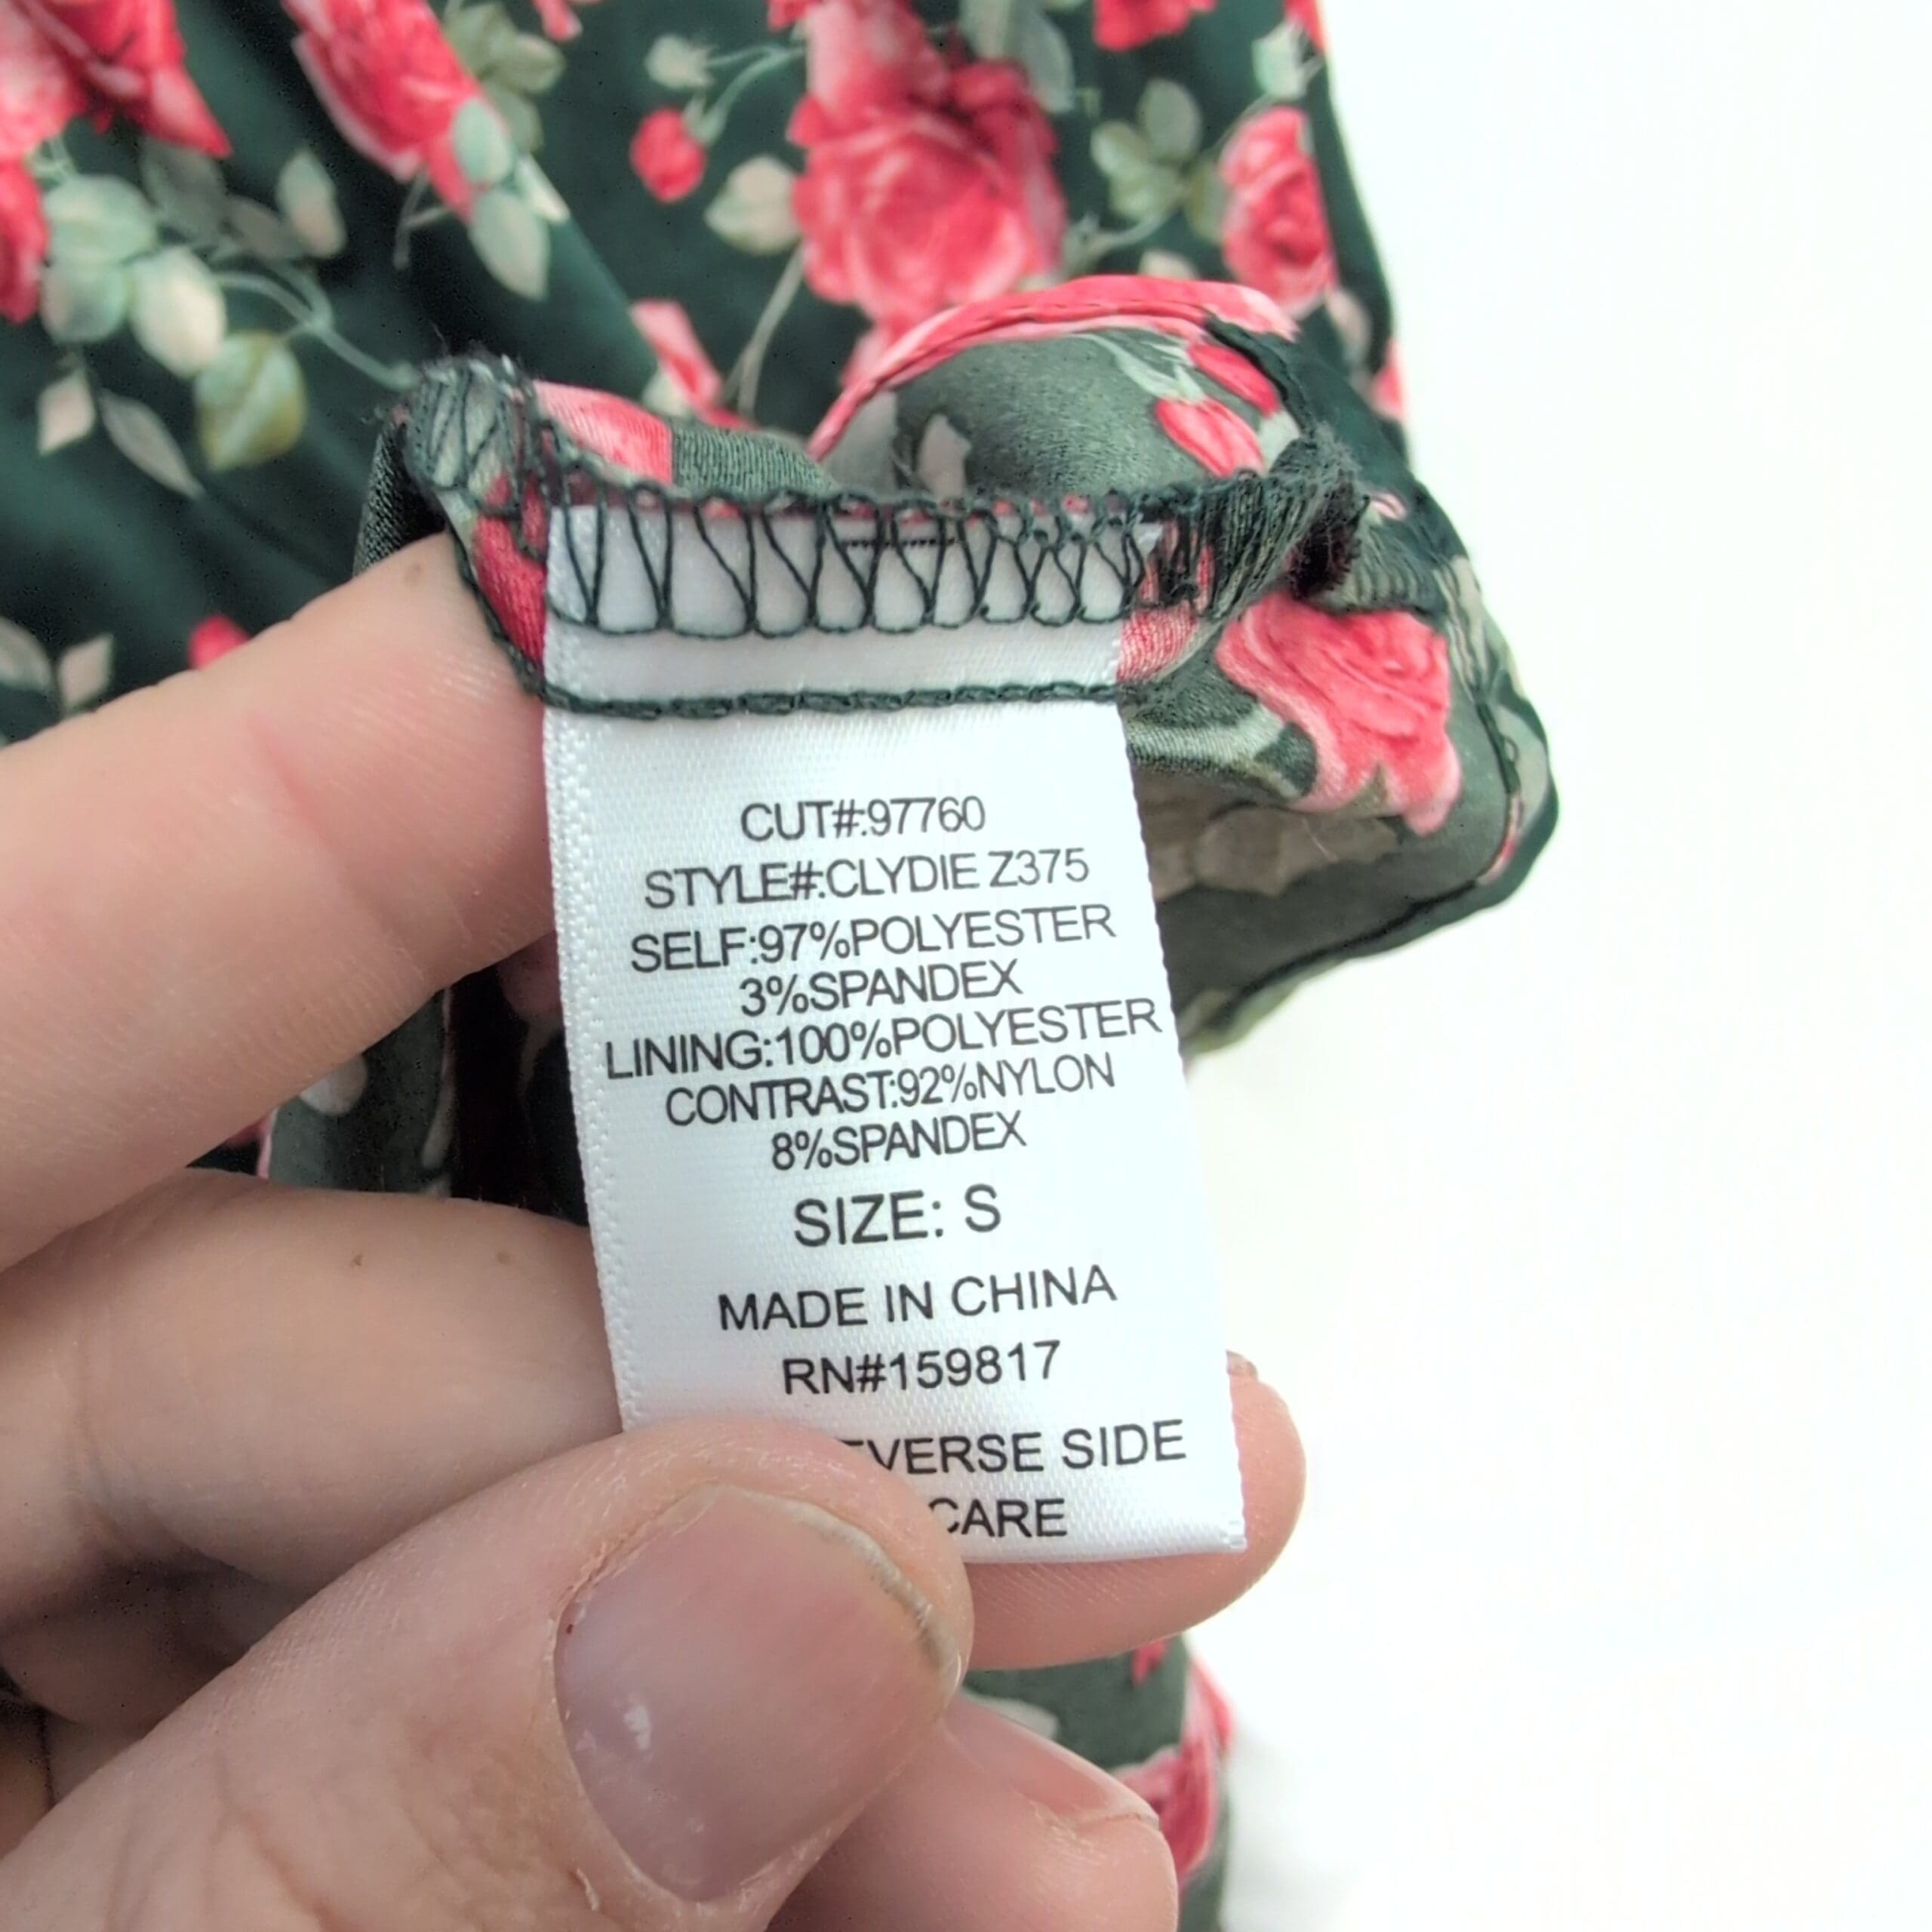 CUT#:97760
STYLE#:CLYDIE Z375
SELF:97%POLYESTER
3%SPANDEX
LINING:100%POLYESTER
CONTRAST:92%NYLON
8%SPANDEX
SIZE: S
MADE IN CHINA
RN#159817
EVERSE SIDE
CARE